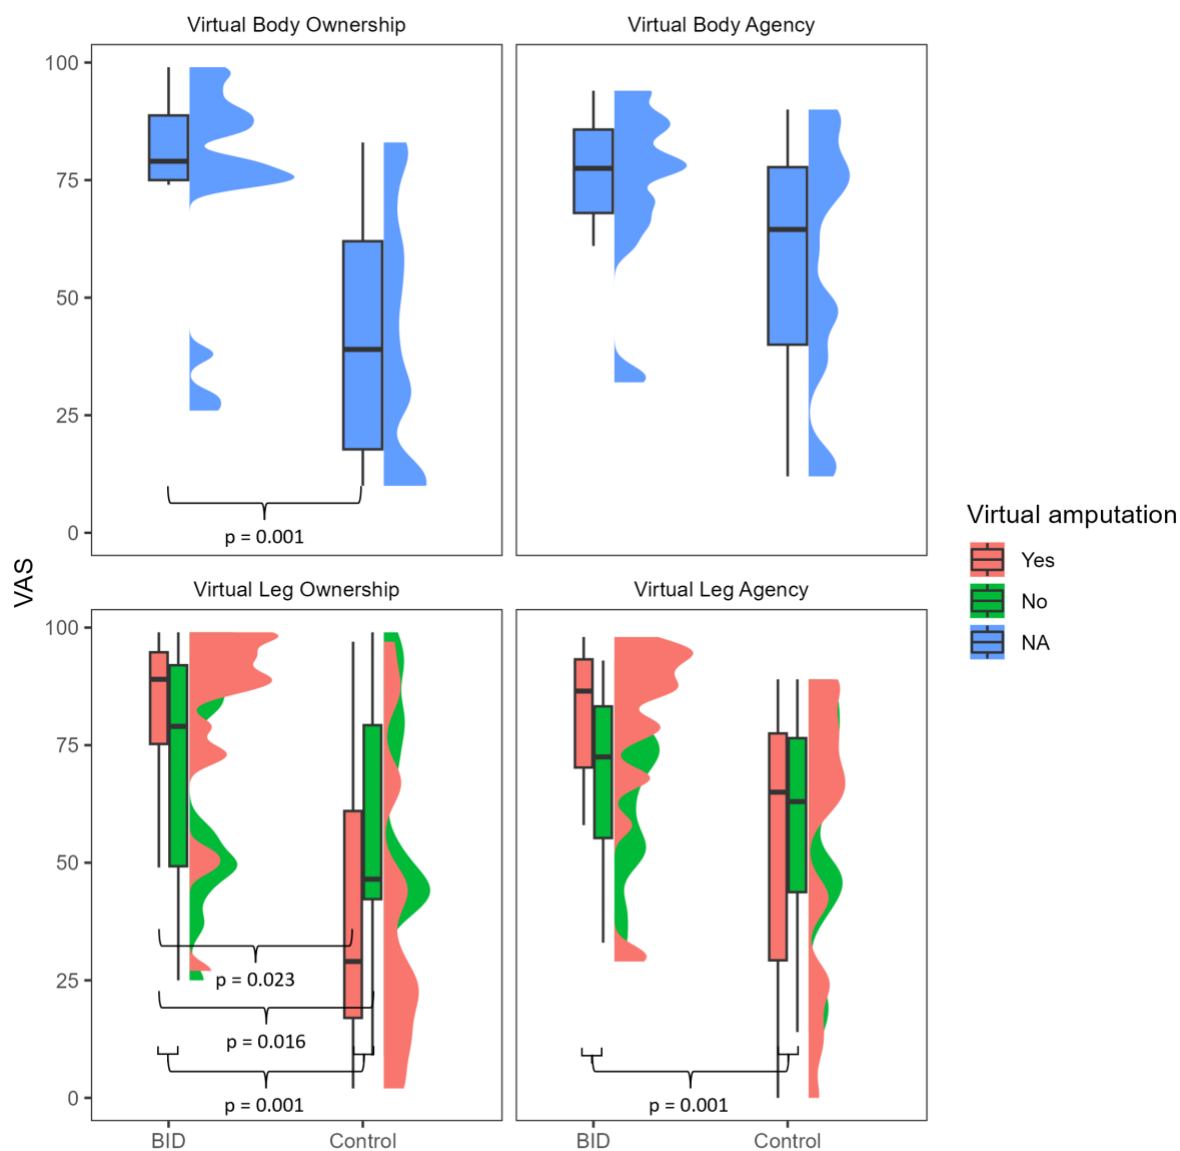 Virtual Body Ownership
Virtual Body Agency
100
75
50
25
0
p = 0.001
VAS
Virtual Leg Ownership
Virtual Leg Agency
100
75
50
25
0
p = 0.023
p = 0.016
p = 0.001
p = 0.001
BID
Control
BID
Control
Virtual amputation
Yes
No
NA